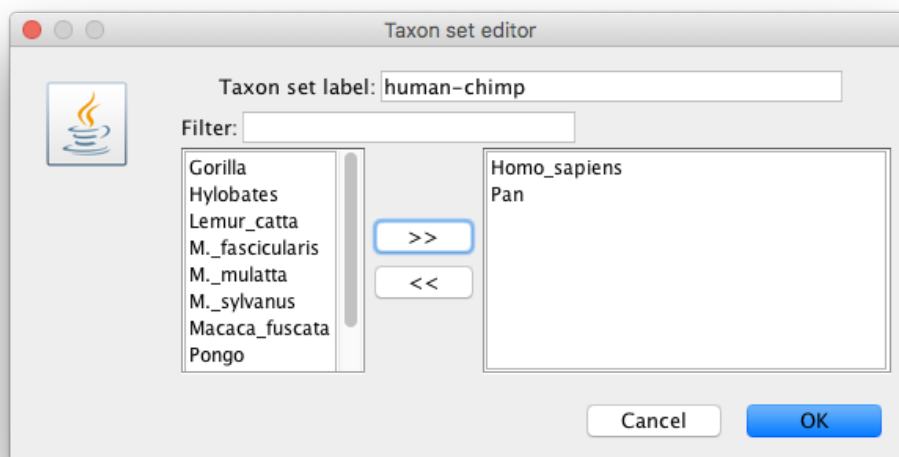 Taxon set editor
Taxon set label: human-chimp
Filter:
Gorilla
Hylobates
Lemur_catta
M._fascicularis
M._mulatta
M._sylvanus
Macaca_fuscata
Pongo
>>
<<
Homo_sapiens
Pan
Cancel
OK